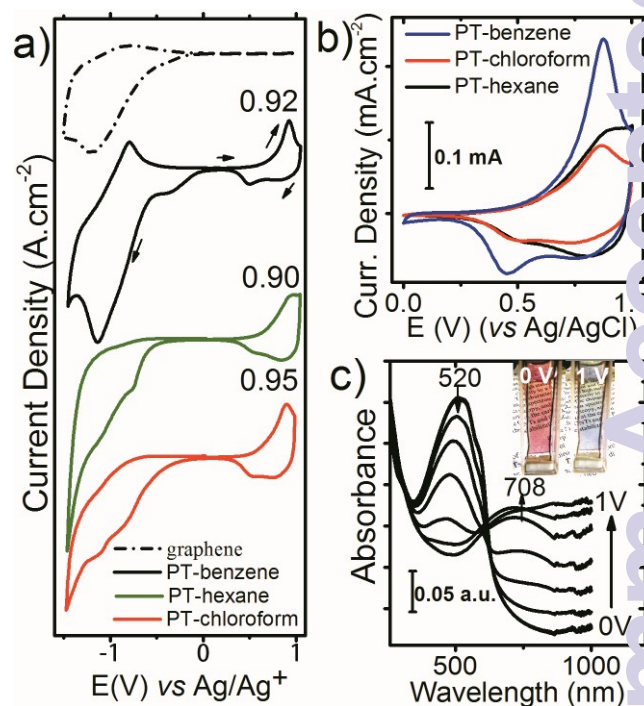 a)
Current Density (A.cm⁻²)
0.92
0.90
0.95
graphene
PT-benzene
PT-hexane
PT-chloroform
-1 0 1
E(V) vs Ag/Ag⁺
b)
Curr. Density (mA.cm⁻²)
PT-benzene
PT-chloroform
PT-hexane
0.1 mA
0.0 0.5 1.
E (V) (vs Ag/AgCl)
c)
Absorbance
520
0 V 1 V
708
1V
0.05 a.u.
0V
500 1000
Wavelength (nm)